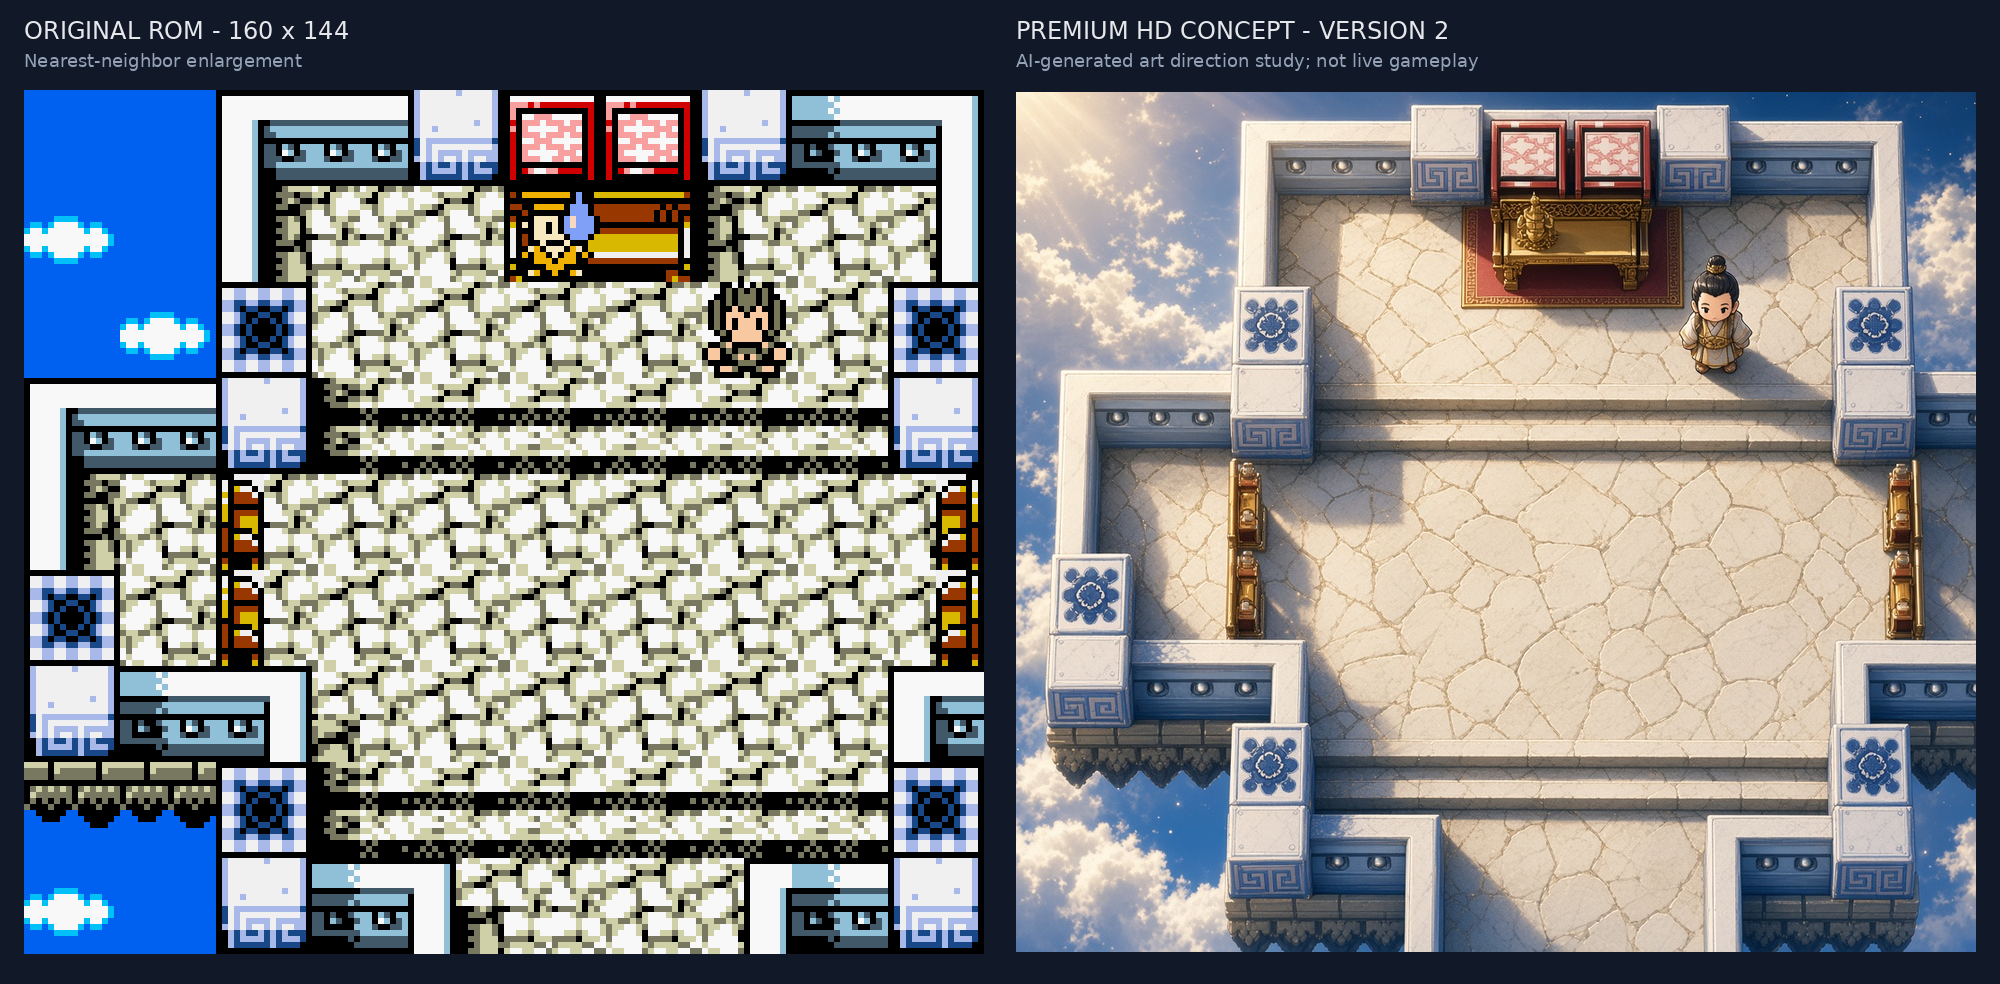 ORIGINAL ROM - 160 x 144
Nearest-neighbor enlargement
PREMIUM HD CONCEPT - VERSION 2
AI-generated art direction study; not live gameplay